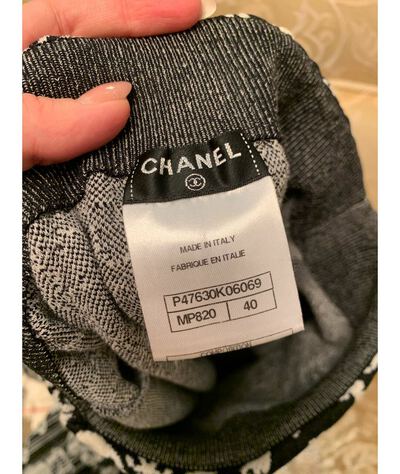 CHANEL
MADE IN ITALY
FABRIQUE EN ITALIE
P47630K06069
MP820 40